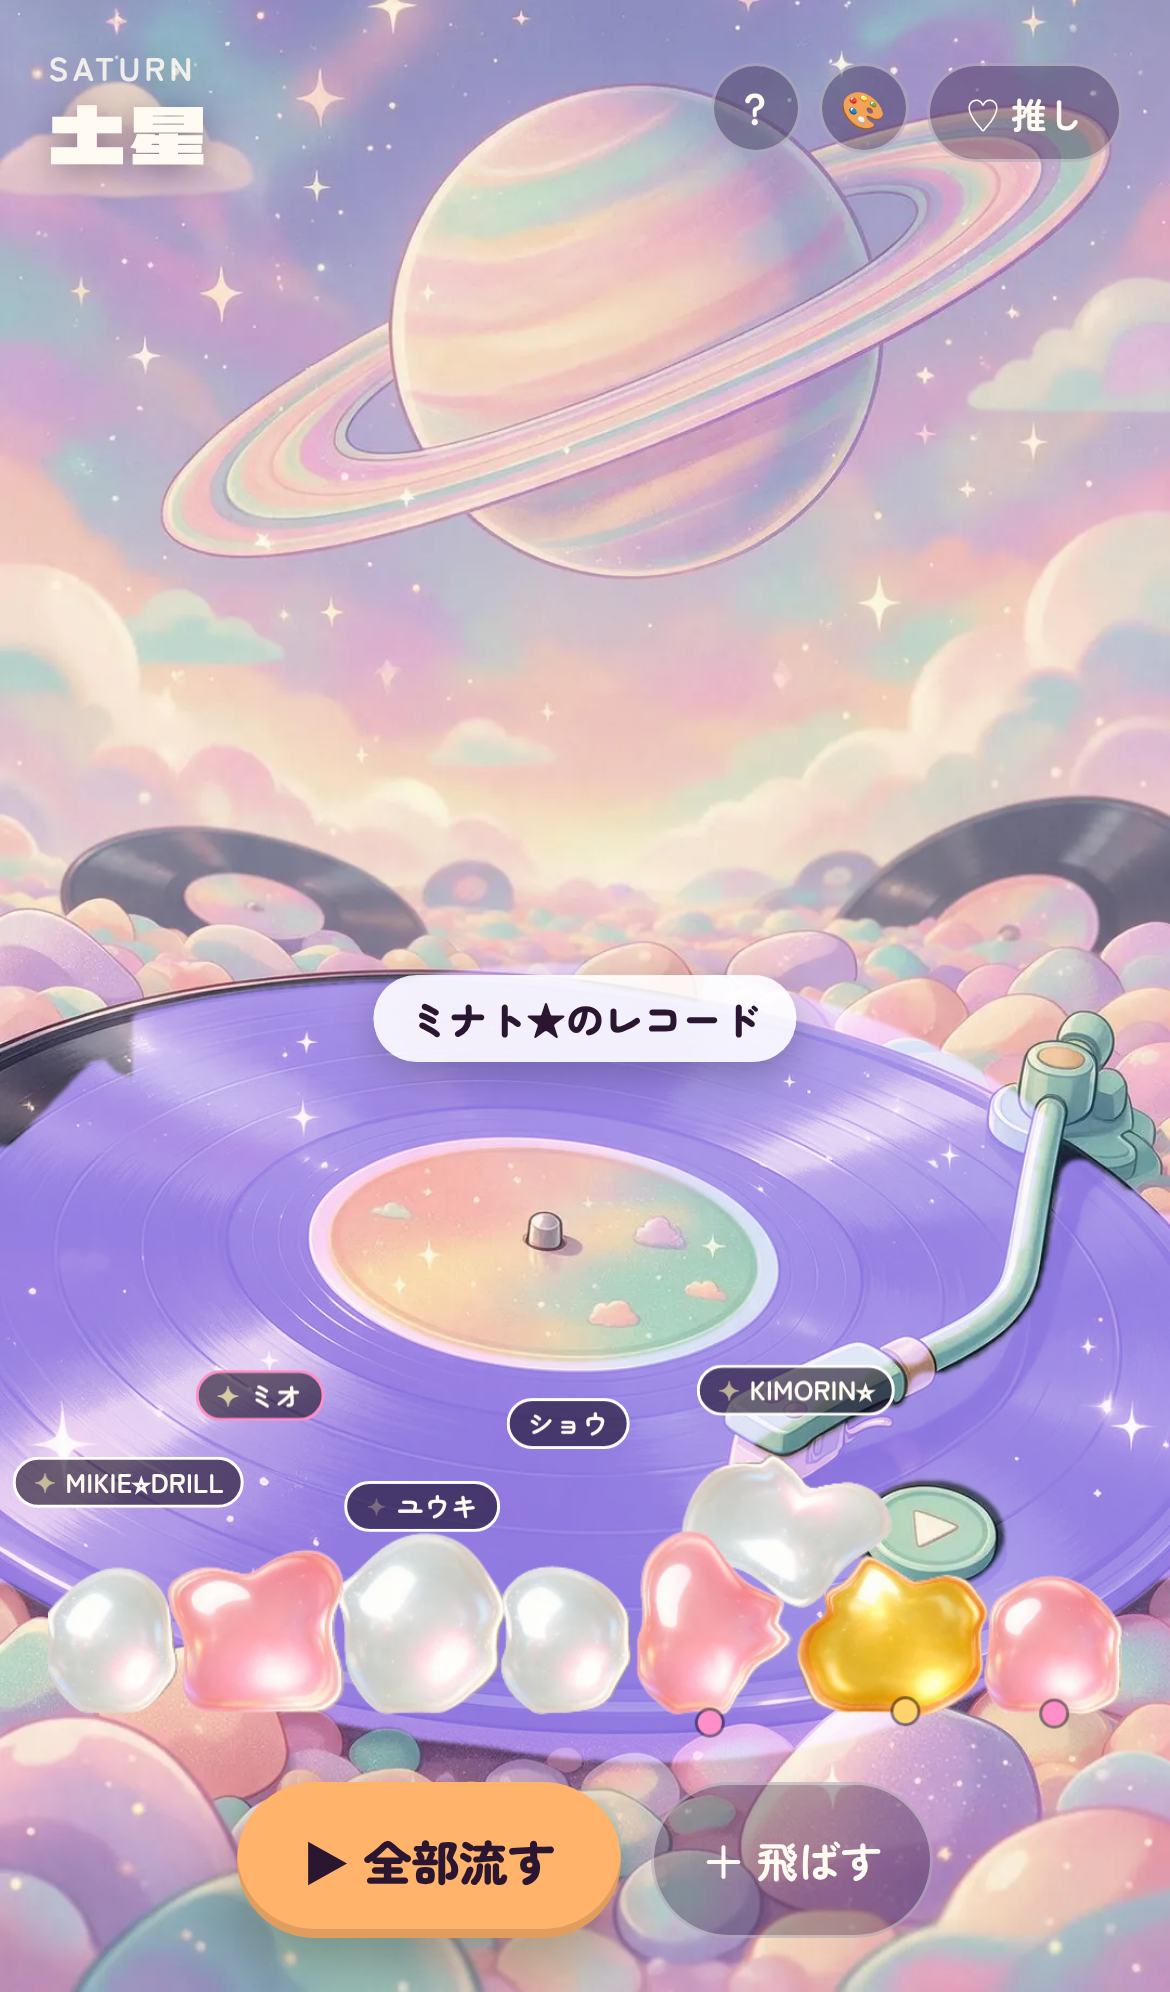 SATURN
土星
?
♡ 推し
ミナト★のレコード
ミオ
KIMORIN★
ショウ
MIKIE★DRILL
ユウキ
▶ 全部流す
＋ 飛ばす